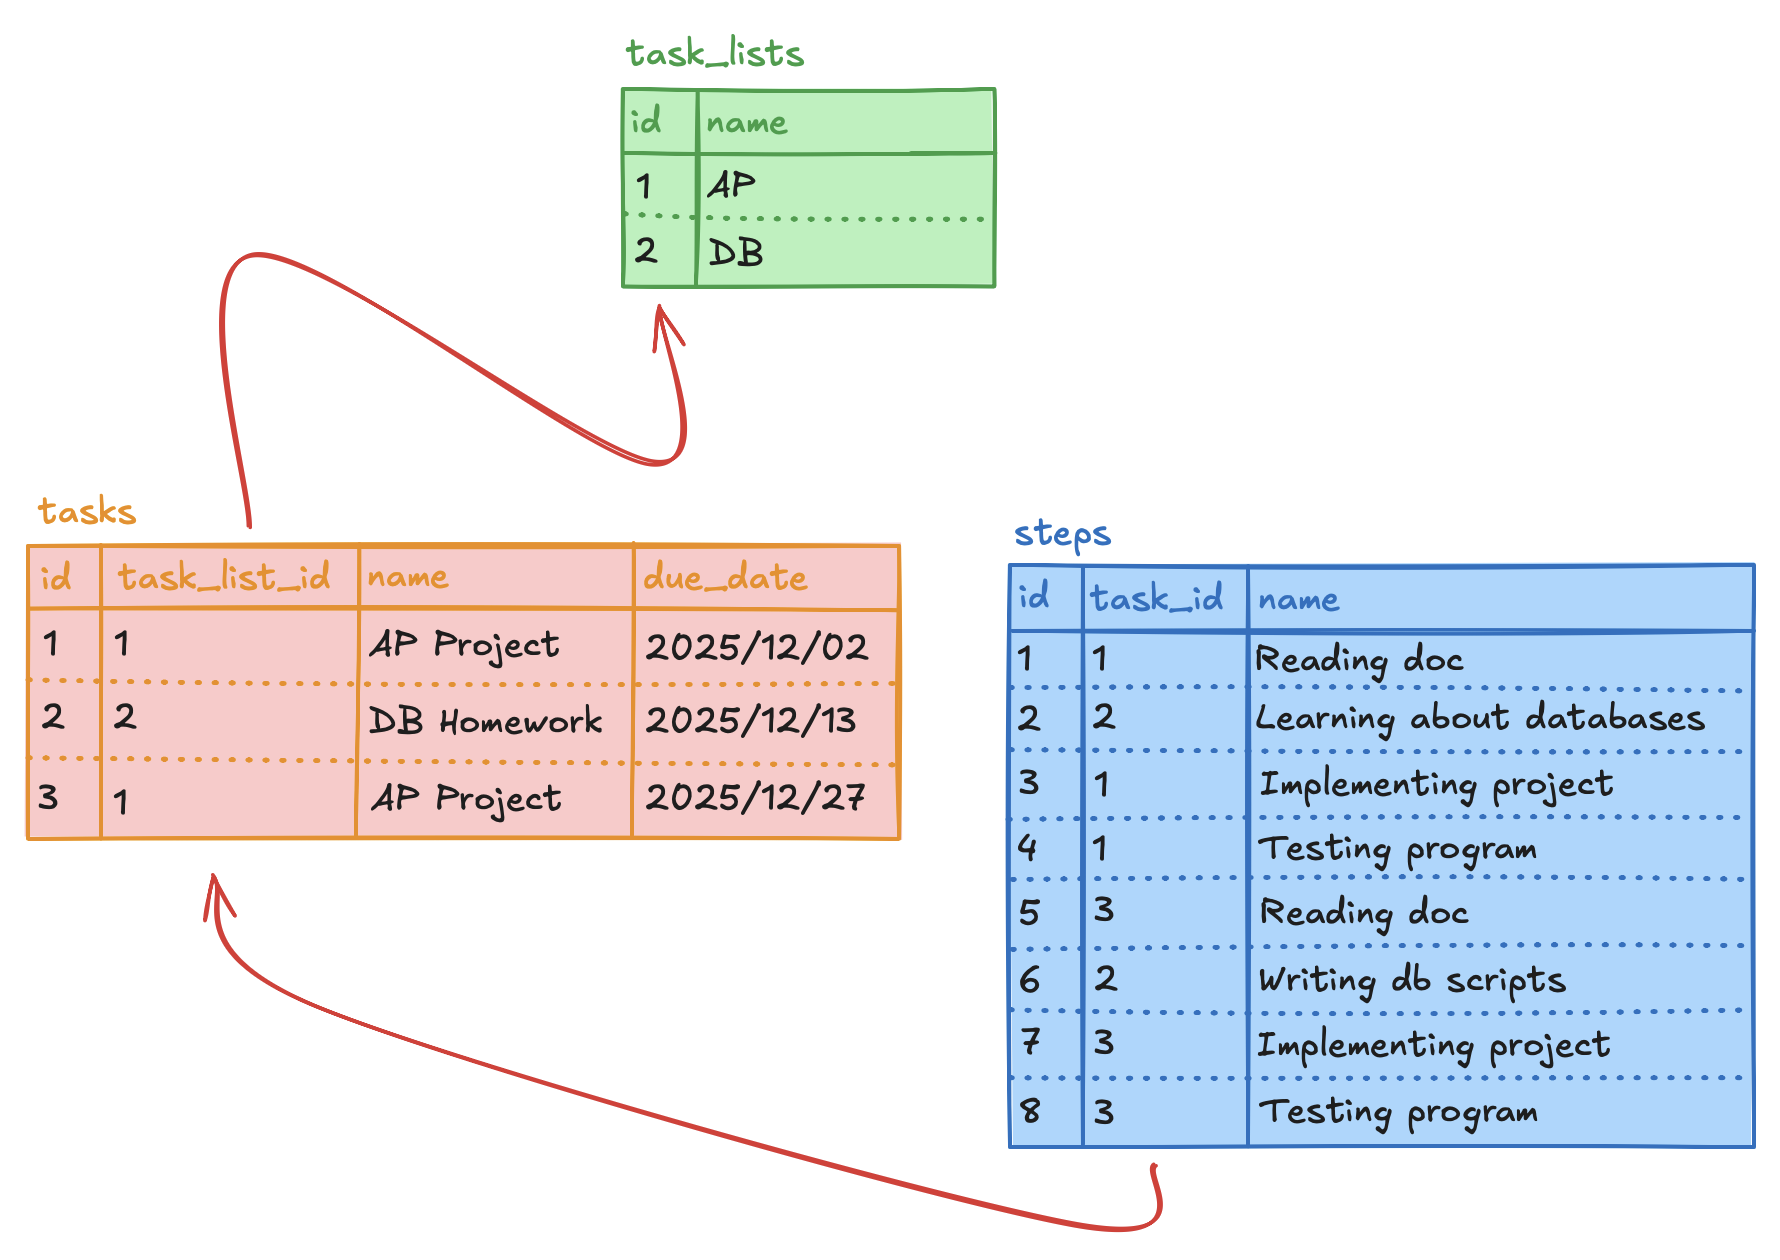 task_lists
id name
1 AP
2 DB
tasks
id task_list_id name due_date
1 1 AP Project 2025/12/02
2 2 DB Homework 2025/12/13
3 1 AP Project 2025/12/27
steps
id task_id name
1 1 Reading doc
2 2 Learning about databases
3 1 Implementing project
4 1 Testing program
5 3 Reading doc
6 2 Writing db scripts
7 3 Implementing project
8 3 Testing program